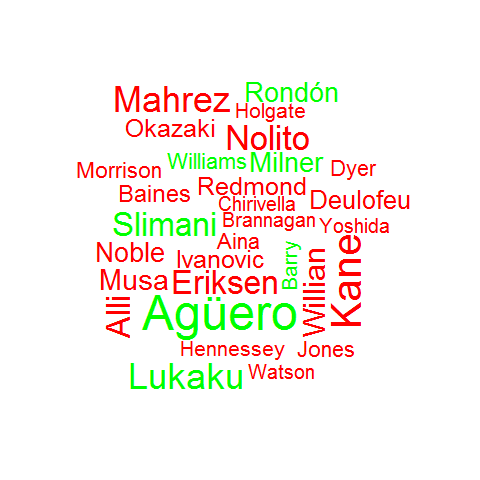 Mahrez
Rondón
Holgate
Okazaki
Nolito
Williams
Milner
Dyer
Morrison
Redmond
Baines
Chirivella
Deulofeu
Slimani
Brannagan
Yoshida
Aina
Noble
Ivanovic
Barry
Willian
Kane
Musa
Eriksen
Alli
Agüero
Hennessey
Jones
Lukaku
Watson